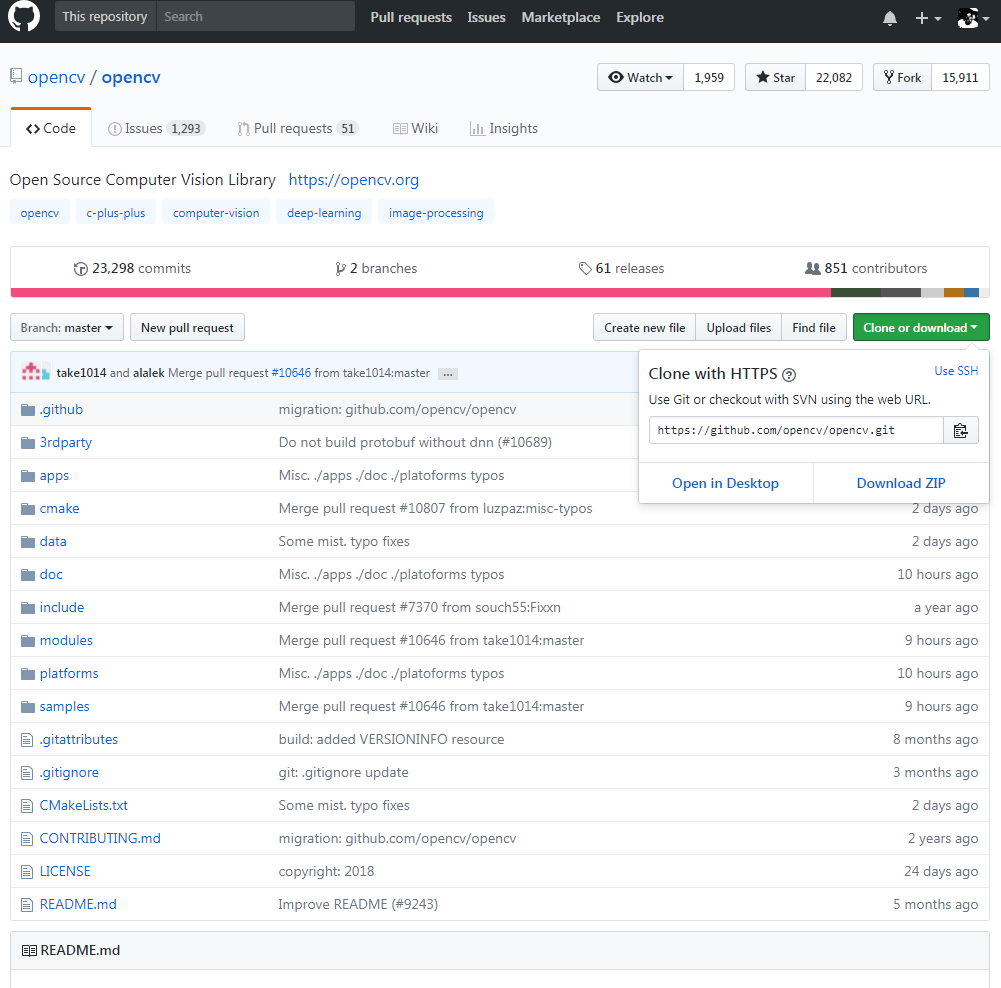 This repository Search Pull requests Issues Marketplace Explore
opencv / opencv Watch 1,959 Star 22,082 Fork 15,911
Code Issues 1,293 Pull requests 51 Wiki Insights
Open Source Computer Vision Library https://opencv.org
opencv c-plus-plus computer-vision deep-learning image-processing
23,298 commits 2 branches 61 releases 851 contributors
Branch: master New pull request Create new file Upload files Find file Clone or download
take1014 and alalek Merge pull request #10646 from take1014:master ...
Clone with HTTPS ? Use SSH
Use Git or checkout with SVN using the web URL.
https://github.com/opencv/opencv.git
Open in Desktop Download ZIP
.github migration: github.com/opencv/opencv
3rdparty Do not build protobuf without dnn (#10689)
apps Misc. ./apps ./doc ./platoforms typos
cmake Merge pull request #10807 from luzpaz:misc-typos 2 days ago
data Some mist. typo fixes 2 days ago
doc Misc. ./apps ./doc ./platoforms typos 10 hours ago
include Merge pull request #7370 from souch55:Fixxn a year ago
modules Merge pull request #10646 from take1014:master 9 hours ago
platforms Misc. ./apps ./doc ./platoforms typos 10 hours ago
samples Merge pull request #10646 from take1014:master 9 hours ago
.gitattributes build: added VERSIONINFO resource 8 months ago
.gitignore git: .gitignore update 3 months ago
CMakeLists.txt Some mist. typo fixes 2 days ago
CONTRIBUTING.md migration: github.com/opencv/opencv 2 years ago
LICENSE copyright: 2018 24 days ago
README.md Improve README (#9243) 5 months ago
README.md